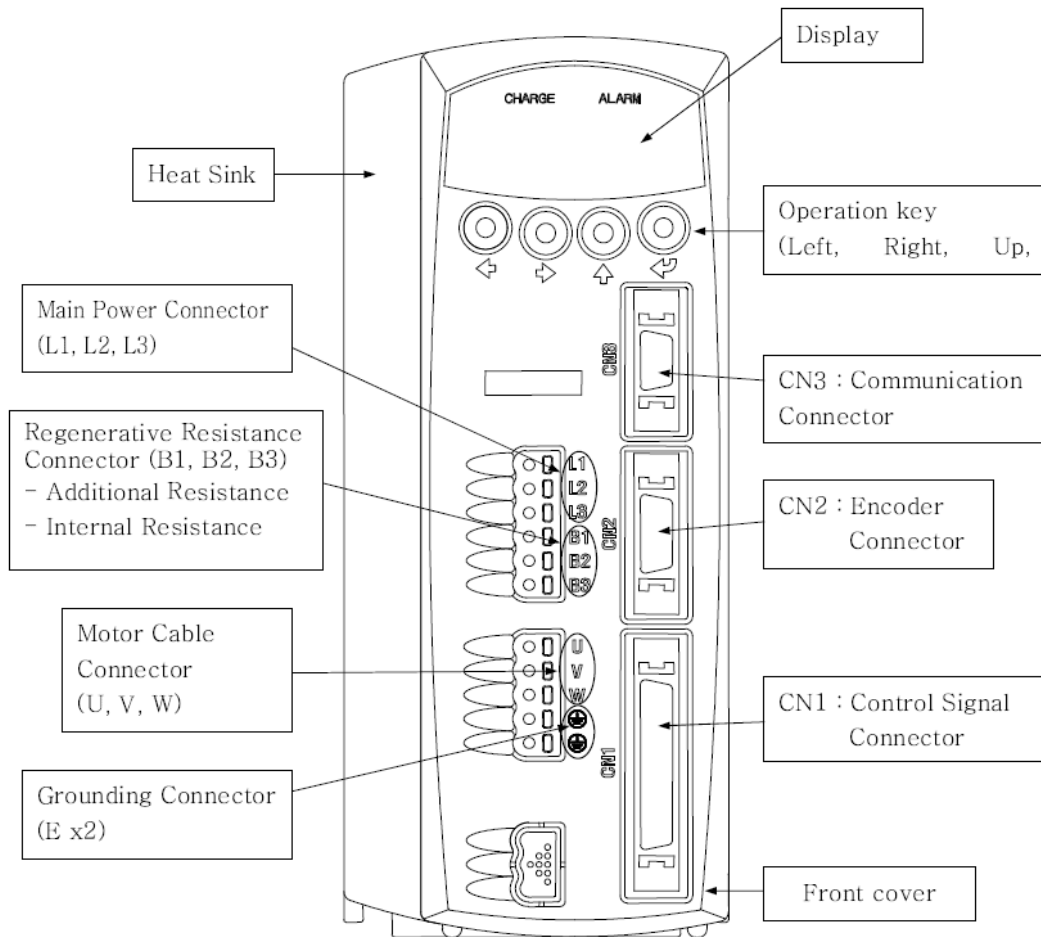 Display
CHARGE ALARM
Heat Sink
Operation key
(Left, Right, Up,
Main Power Connector
(L1, L2, L3)
CN3
CN3 : Communication
Connector
Regenerative Resistance
Connector (B1, B2, B3)
- Additional Resistance
- Internal Resistance
L1
L2
L3
B1
B2
B3
CN2
CN2 : Encoder
Connector
Motor Cable
Connector
(U, V, W)
U
V
W
CN1
CN1 : Control Signal
Connector
Grounding Connector
(E x2)
Front cover